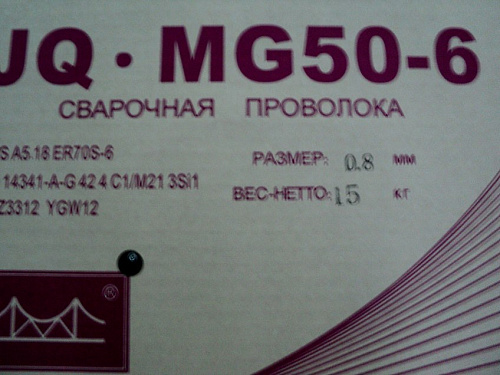 JQ · MG50-6
СВАРОЧНАЯ ПРОВОЛОКА
S A5.18 ER70S-6
14341-A-G 42 4 C1/M21 3Si1
Z3312 YGW12
РАЗМЕР: 0.8 мм
ВЕС-НЕТТО: 15 кг
®